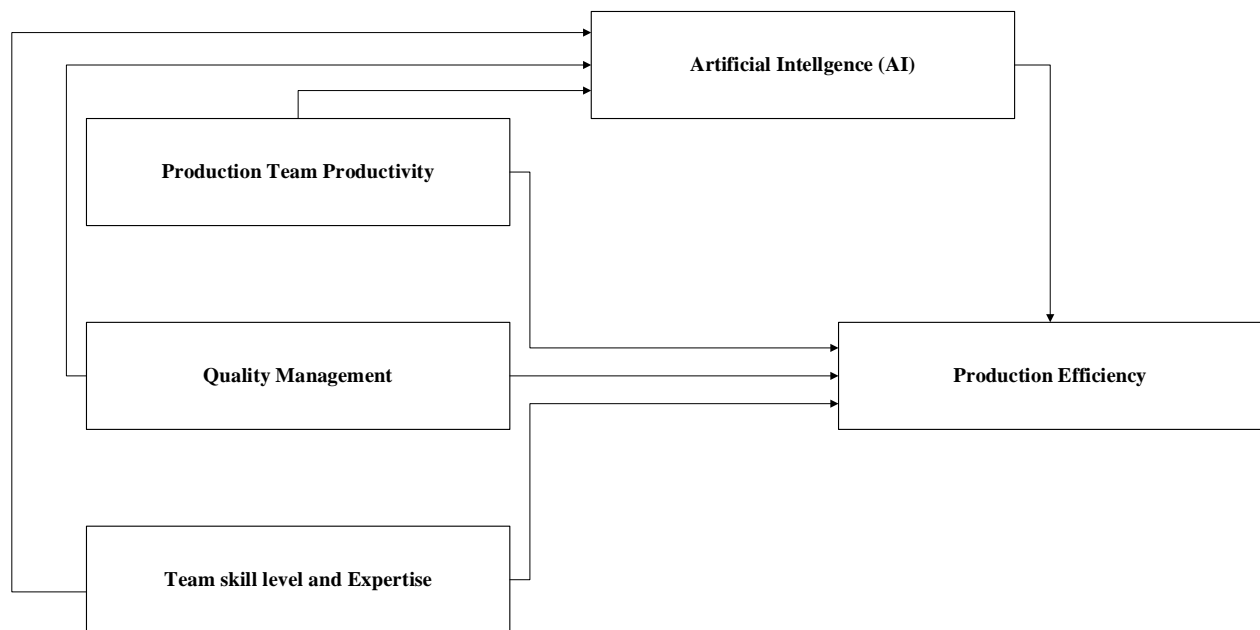 Artificial Intellgence (AI)
Production Team Productivity
Quality Management
Production Efficiency
Team skill level and Expertise